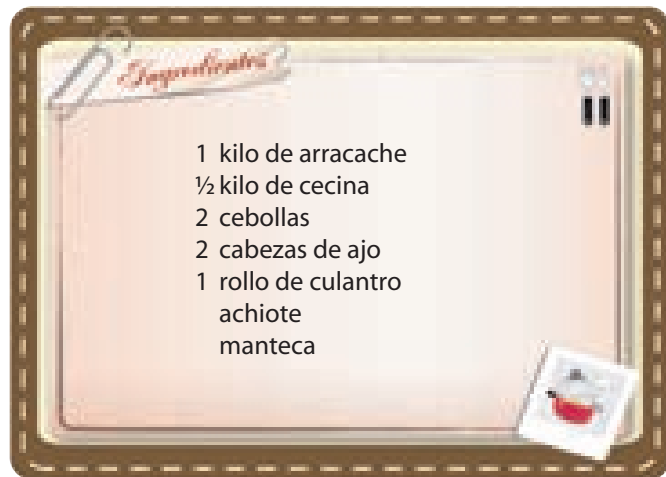 Ingredientes
1 kilo de arracache
½ kilo de cecina
2 cebollas
2 cabezas de ajo
1 rollo de culantro
achiote
manteca